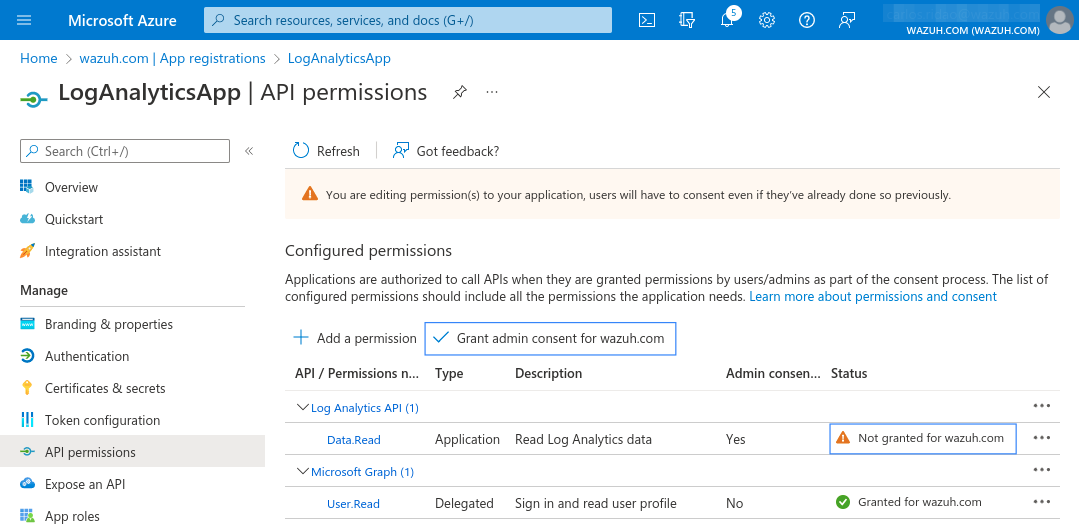 Microsoft Azure
Search resources, services, and docs (G+/)
5
WAZUH.COM (WAZUH.COM)
Home > wazuh.com | App registrations > LogAnalyticsApp
LogAnalyticsApp | API permissions
Search (Ctrl+/)
«
Refresh
Got feedback?
Overview
Quickstart
Integration assistant
Manage
Branding & properties
Authentication
Certificates & secrets
Token configuration
API permissions
Expose an API
App roles
You are editing permission(s) to your application, users will have to consent even if they've already done so previously.
Configured permissions
Applications are authorized to call APIs when they are granted permissions by users/admins as part of the consent process. The list of
configured permissions should include all the permissions the application needs. Learn more about permissions and consent
Add a permission
Grant admin consent for wazuh.com
API / Permissions n... Type Description Admin consen... Status
Log Analytics API (1)
Data.Read Application Read Log Analytics data Yes Not granted for wazuh.com
Microsoft Graph (1)
User.Read Delegated Sign in and read user profile No Granted for wazuh.com